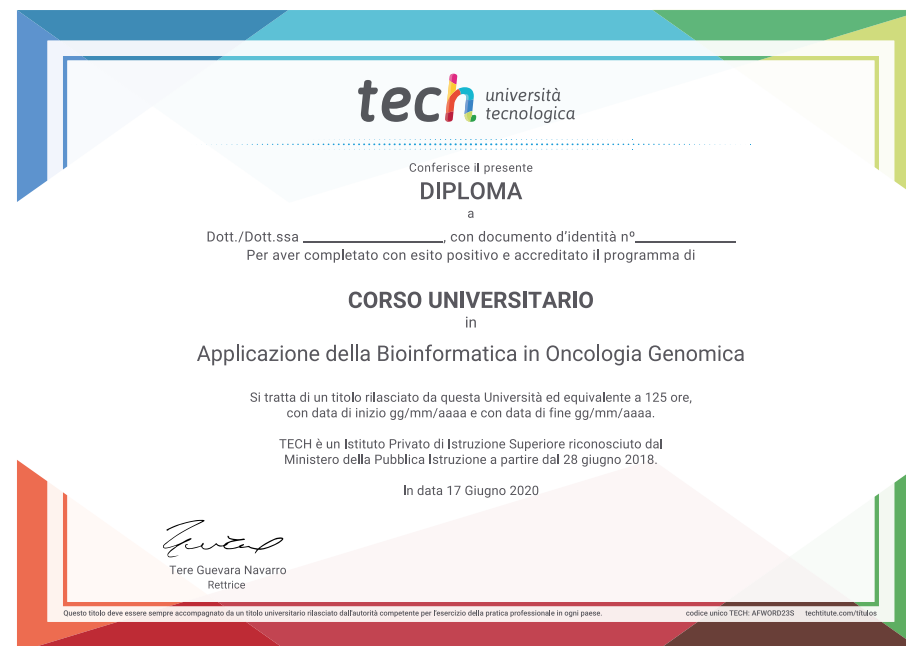 tech università
tecnologica
Conferisce il presente
DIPLOMA
a
Dott./Dott.ssa ________________, con documento d'identità nº____________
Per aver completato con esito positivo e accreditato il programma di
CORSO UNIVERSITARIO
in
Applicazione della Bioinformatica in Oncologia Genomica
Si tratta di un titolo rilasciato da questa Università ed equivalente a 125 ore,
con data di inizio gg/mm/aaaa e con data di fine gg/mm/aaaa.
TECH è un Istituto Privato di Istruzione Superiore riconosciuto dal
Ministero della Pubblica Istruzione a partire dal 28 giugno 2018.
In data 17 Giugno 2020
Tere Guevara Navarro
Rettrice
Questo titolo deve essere sempre accompagnato da un titolo universitario rilasciato dall'autorità competente per l'esercizio della pratica professionale in ogni paese. codice unico TECH: AFWORD23S techtitute.com/títulos